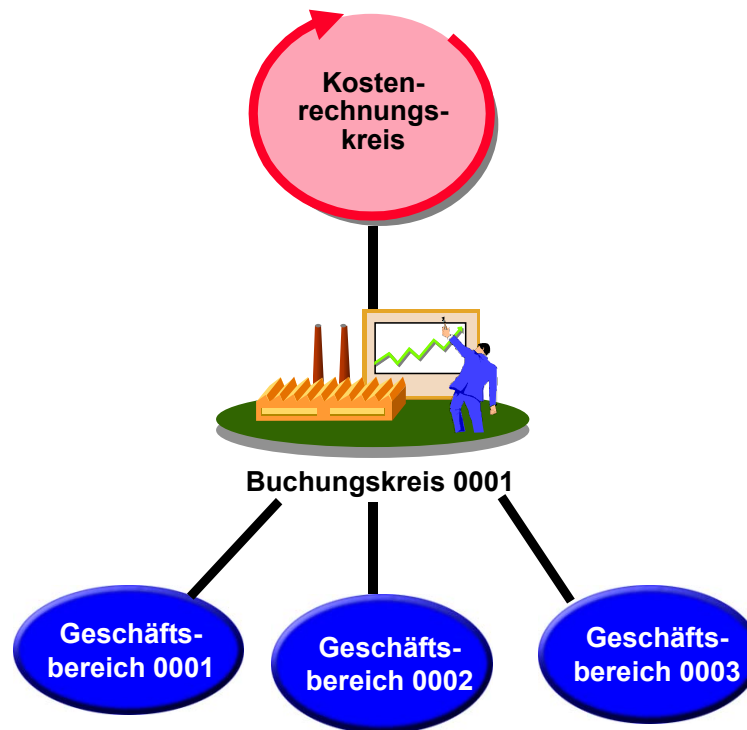 Kosten-
rechnungs-
kreis
Buchungskreis 0001
Geschäfts-
bereich 0001
Geschäfts-
bereich 0002
Geschäfts-
bereich 0003